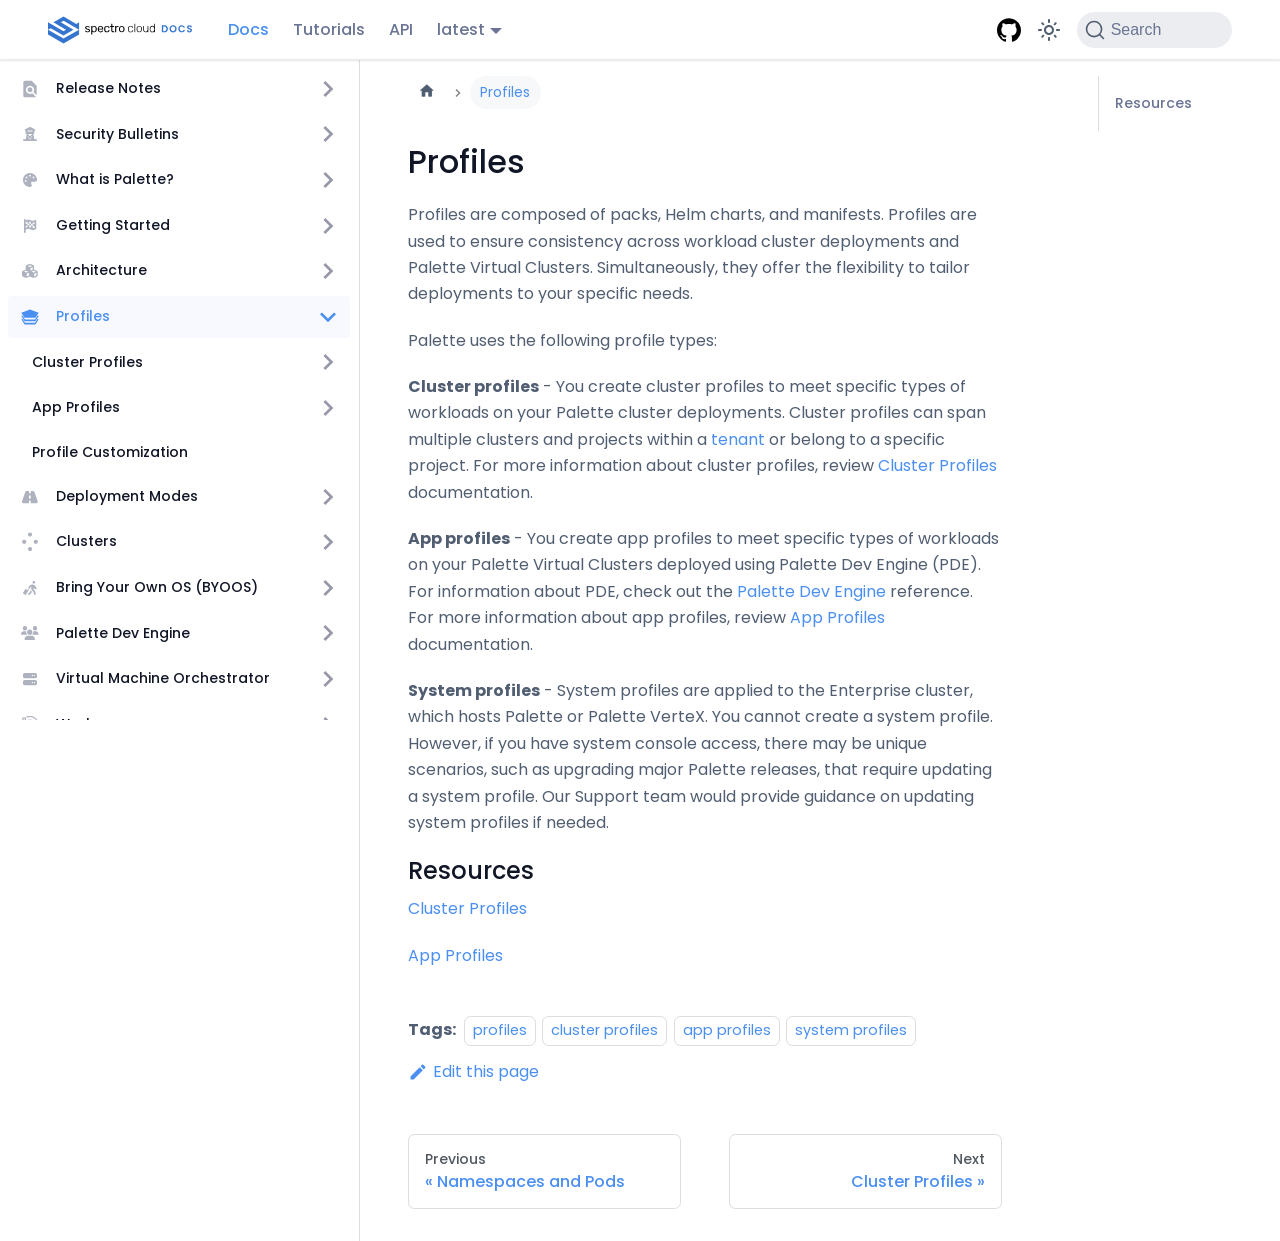 spectro cloud DOCS Docs Tutorials API latest Search
Release Notes
Security Bulletins
What is Palette?
Getting Started
Architecture
Profiles
Cluster Profiles
App Profiles
Profile Customization
Deployment Modes
Clusters
Bring Your Own OS (BYOOS)
Palette Dev Engine
Virtual Machine Orchestrator
Profiles
Profiles
Profiles are composed of packs, Helm charts, and manifests. Profiles are
used to ensure consistency across workload cluster deployments and
Palette Virtual Clusters. Simultaneously, they offer the flexibility to tailor
deployments to your specific needs.
Palette uses the following profile types:
Cluster profiles - You create cluster profiles to meet specific types of
workloads on your Palette cluster deployments. Cluster profiles can span
multiple clusters and projects within a tenant or belong to a specific
project. For more information about cluster profiles, review Cluster Profiles
documentation.
App profiles - You create app profiles to meet specific types of workloads
on your Palette Virtual Clusters deployed using Palette Dev Engine (PDE).
For information about PDE, check out the Palette Dev Engine reference.
For more information about app profiles, review App Profiles
documentation.
System profiles - System profiles are applied to the Enterprise cluster,
which hosts Palette or Palette VerteX. You cannot create a system profile.
However, if you have system console access, there may be unique
scenarios, such as upgrading major Palette releases, that require updating
a system profile. Our Support team would provide guidance on updating
system profiles if needed.
Resources
Cluster Profiles
App Profiles
Tags: profiles cluster profiles app profiles system profiles
Edit this page
Previous
« Namespaces and Pods
Next
Cluster Profiles »
Resources